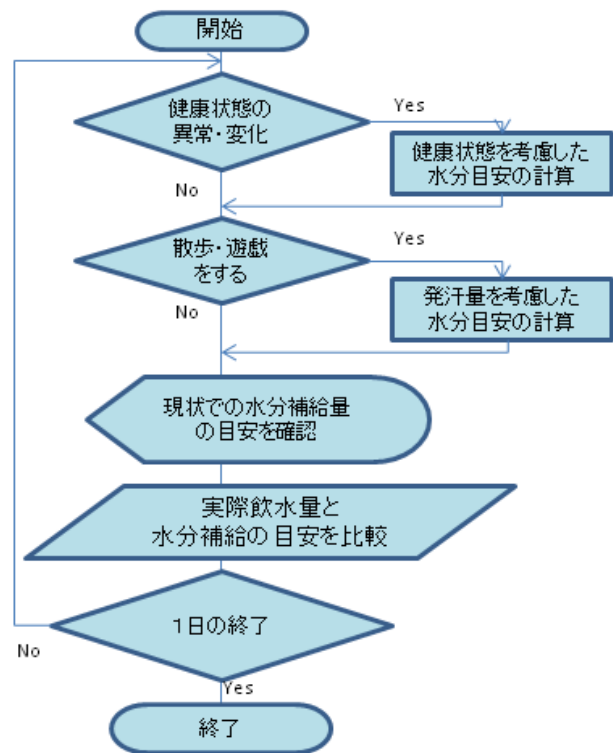 開始
健康状態の
異常・変化
Yes
健康状態を考慮した
水分目安の計算
No
散歩・遊戯
をする
Yes
発汗量を考慮した
水分目安の計算
No
現状での水分補給量
の目安を確認
実際飲水量と
水分補給の目安を比較
1日の終了
No
Yes
終了